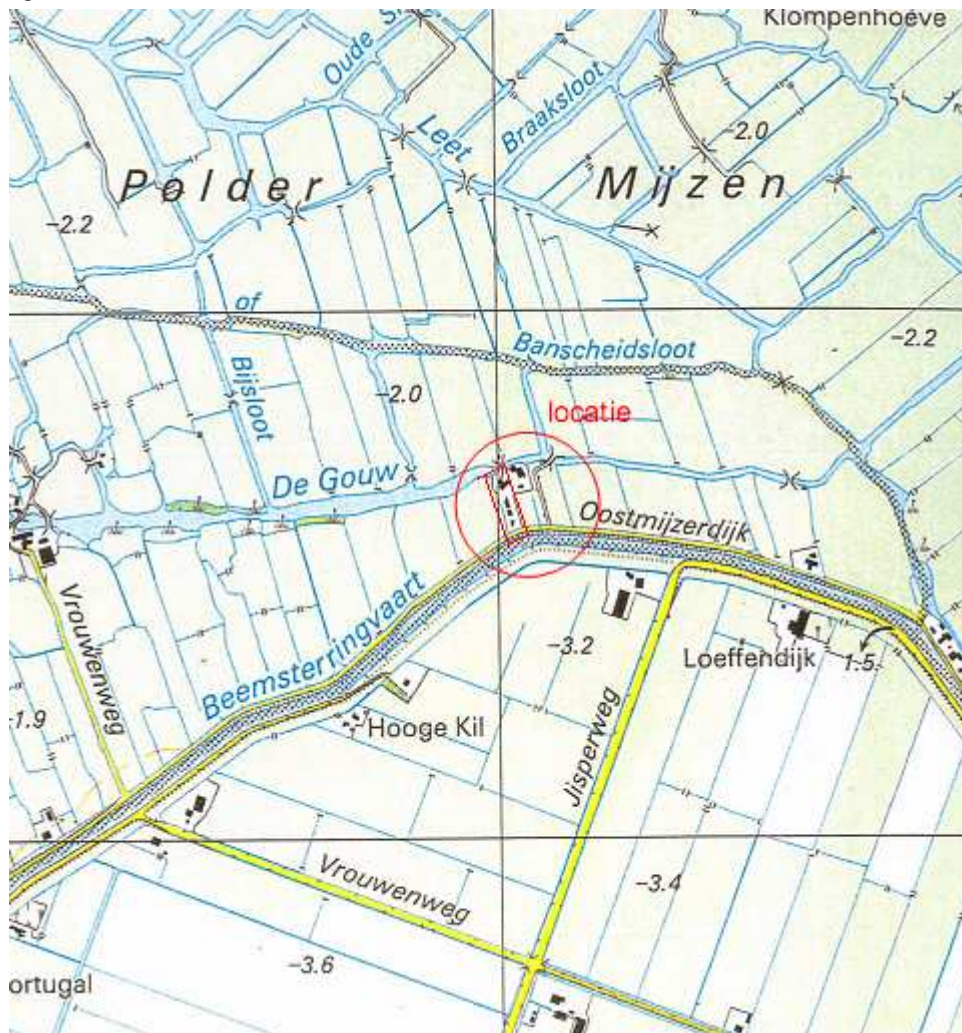 Klompenhoeve
Oude
Leet
Braaksloot
-2.0
Polder
Mijzen
-2.2
of
Banscheidsloot
-2.2
Bijsloot
-2.0
locatie
De Gouw
Oostmijzerdijk
Vrouwenweg
Beemsterringvaart
-3.2
Loeffendijk
1.5
-1.9
Hooge Kil
Jisperweg
Vrouwenweg
-3.4
-3.6
ortugal